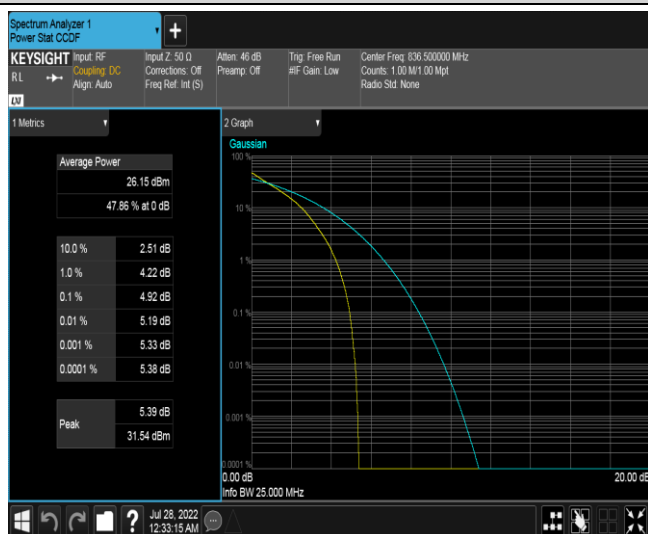 Spectrum Analyzer 1
Power Stat CCDF
KEYSIGHT
RL
LXI
Input: RF
Coupling: DC
Align: Auto
Input Z: 50 Ω
Corrections: Off
Freq Ref: Int (S)
Atten: 46 dB
Preamp: Off
Trig: Free Run
#IF Gain: Low
Center Freq: 836.500000 MHz
Counts: 1.00 M/1.00 Mpt
Radio Std: None
1 Metrics
Average Power
26.15 dBm
47.86 % at 0 dB
10.0 % 2.51 dB
1.0 % 4.22 dB
0.1 % 4.92 dB
0.01 % 5.19 dB
0.001 % 5.33 dB
0.0001 % 5.38 dB
Peak
5.39 dB
31.54 dBm
2 Graph
Gaussian
100 %
10 %
1 %
0.1 %
0.01 %
0.001 %
0.0001 %
0.00 dB
20.00 dB
Info BW 25.000 MHz
?
Jul 28, 2022
12:33:15 AM